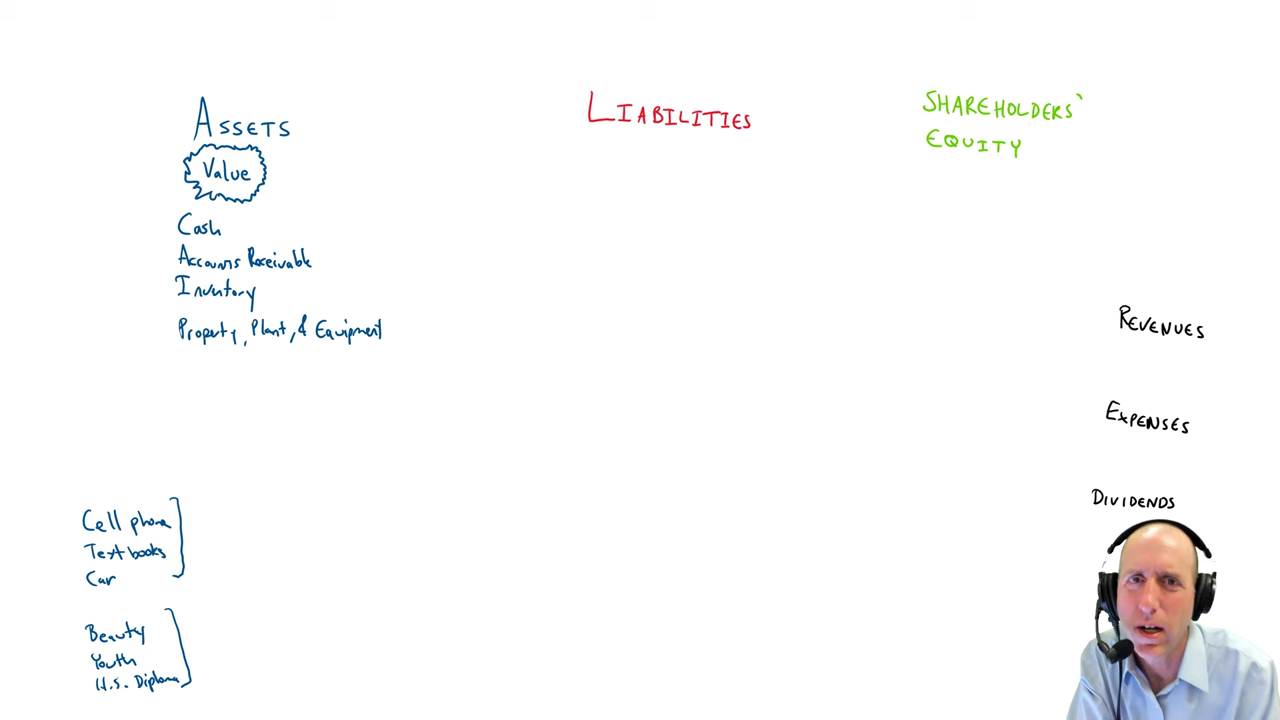 ASSETS
Value
Cash
Accounts Receivable
Inventory
Property, Plant, & Equipment
Cell phone
Textbooks
Car
Beauty
Youth
H.S. Diploma
LIABILITIES
SHAREHOLDERS'
EQUITY
REVENUES
EXPENSES
DIVIDENDS